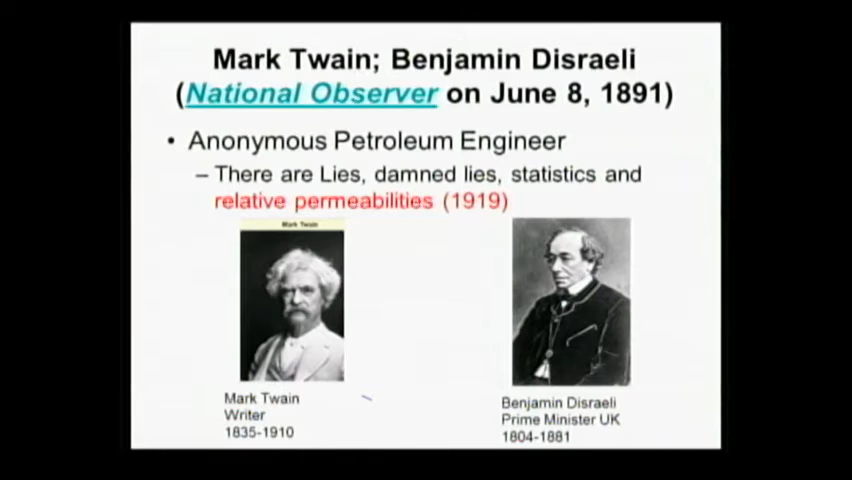 Mark Twain; Benjamin Disraeli
(National Observer on June 8, 1891)
• Anonymous Petroleum Engineer
– There are Lies, damned lies, statistics and
relative permeabilities (1919)
Mark Twain
Mark Twain
Writer
1835-1910
Benjamin Disraeli
Prime Minister UK
1804-1881